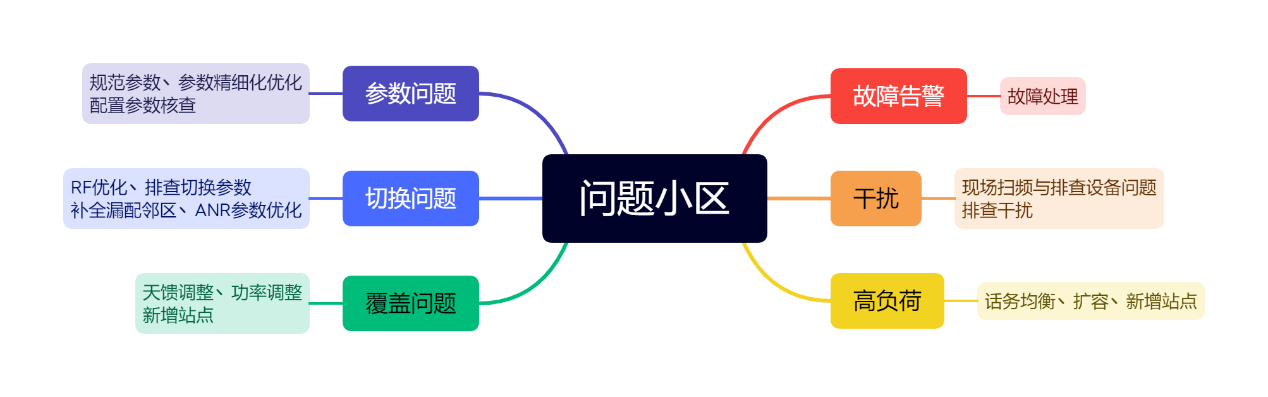 问题小区
参数问题
规范参数、参数精细化优化
配置参数核查
切换问题
RF优化、排查切换参数
补全漏配邻区、ANR参数优化
覆盖问题
天馈调整、功率调整
新增站点
故障告警
故障处理
干扰
现场扫频与排查设备问题
排查干扰
高负荷
话务均衡、扩容、新增站点